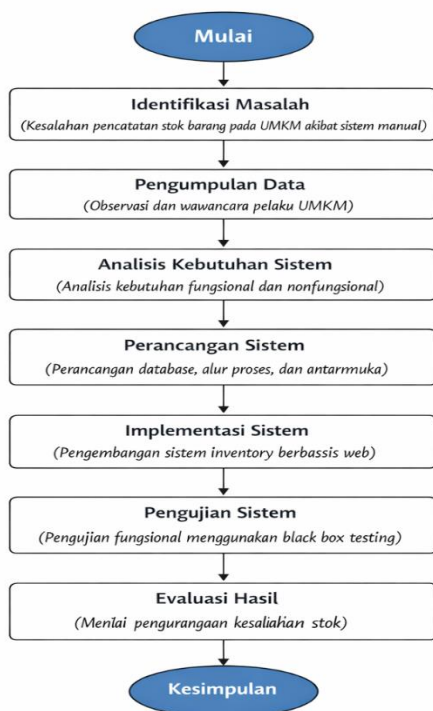 Mulai
Identifikasi Masalah
(Kesalahan pencatatan stok barang pada UMKM akibat sistem manual)
Pengumpulan Data
(Observasi dan wawancara pelaku UMKM)
Analisis Kebutuhan Sistem
(Analisis kebutuhan fungsional dan nonfungsional)
Perancangan Sistem
(Perancangan database, alur proses, dan antarmuka)
Implementasi Sistem
(Pengembangan sistem inventory berbasis web)
Pengujian Sistem
(Pengujian fungsional menggunakan black box testing)
Evaluasi Hasil
(Menlai pengurangaan kesaliahan stok)
Kesimpulan